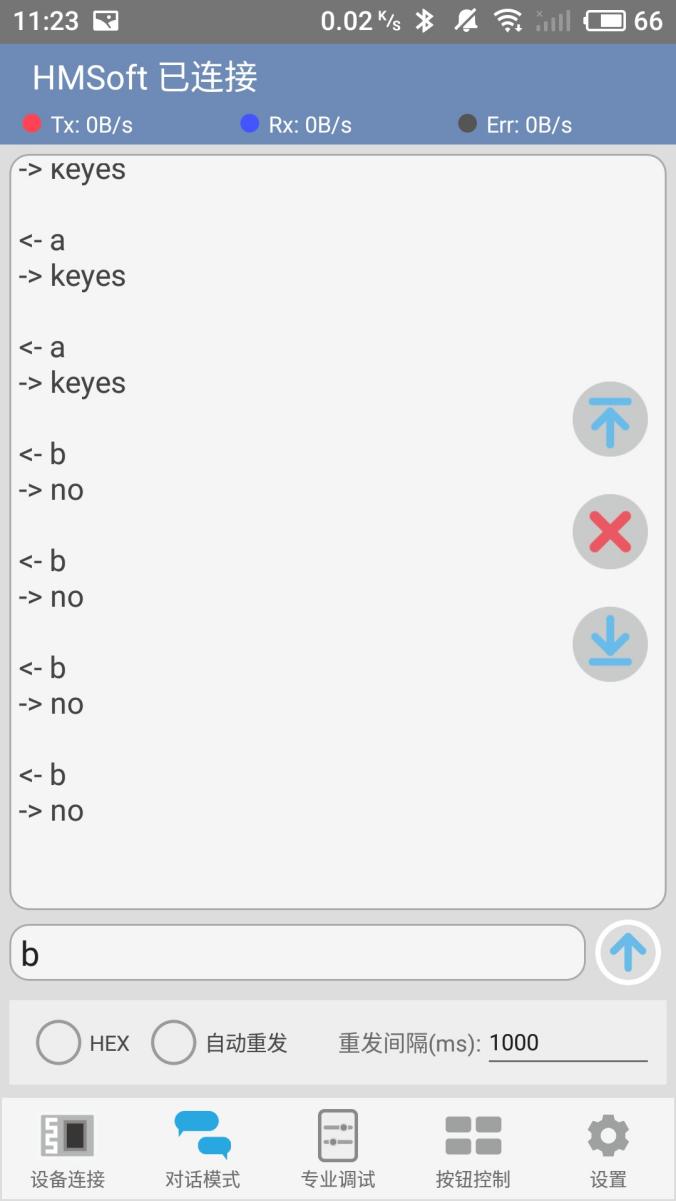 11:23
0.02 K/s
66
HMSoft 已连接
Tx: 0B/s
Rx: 0B/s
Err: 0B/s
-> keyes
<- a
-> keyes
<- a
-> keyes
<- b
-> no
<- b
-> no
<- b
-> no
<- b
-> no
b
HEX
自动重发
重发间隔(ms): 1000
设备连接
对话模式
专业调试
按钮控制
设置